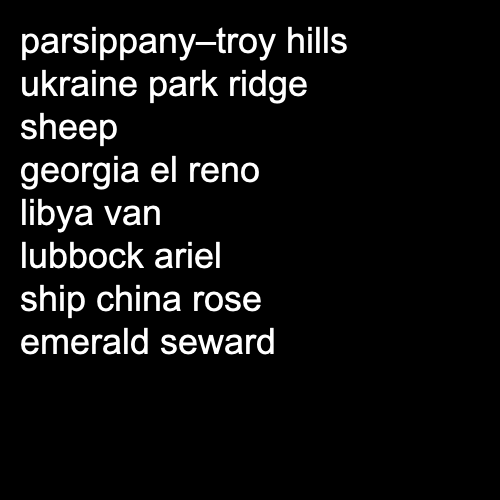 parsippany–troy hills
ukraine park ridge
sheep
georgia el reno
libya van
lubbock ariel
ship china rose
emerald seward